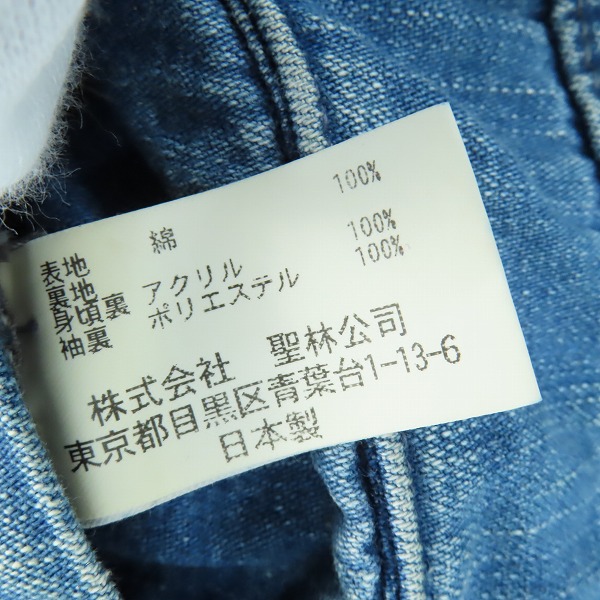 表地 綿 100%
裏地
身頃裏 アクリル 100%
袖裏 ポリエステル 100%
株式会社 聖林公司
東京都目黒区青葉台1-13-6
日本製